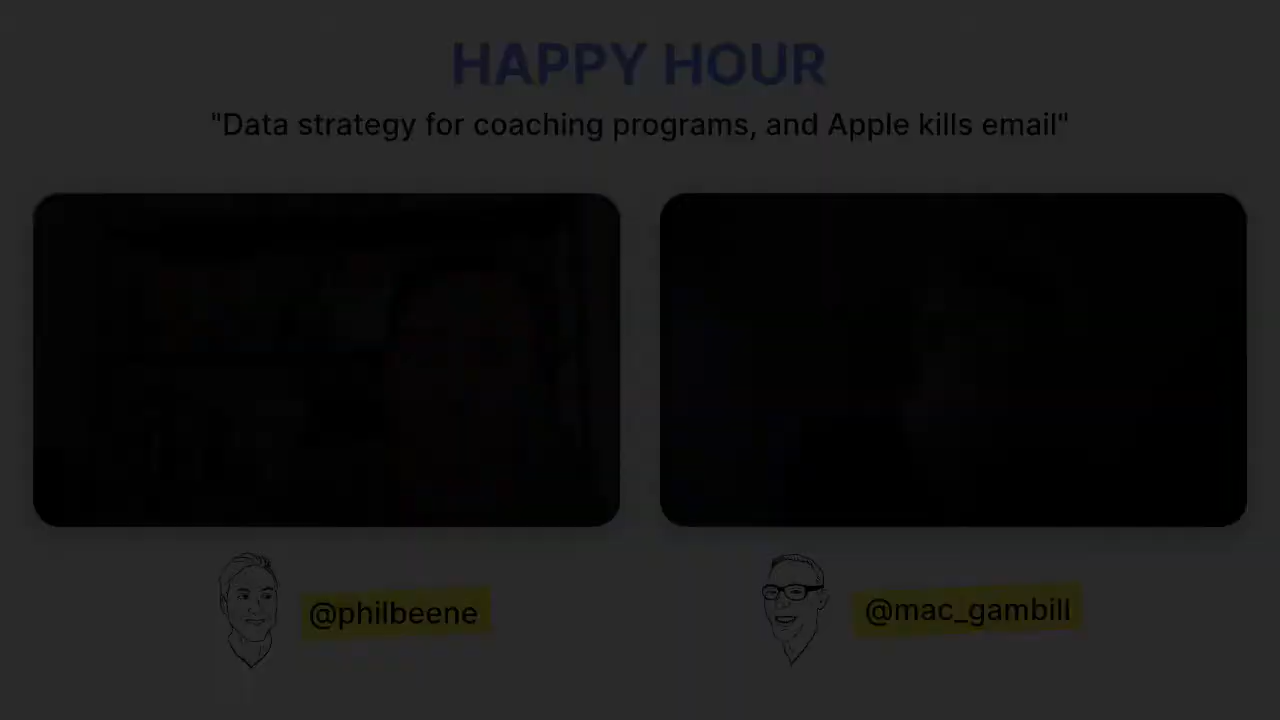 HAPPY HOUR
"Data strategy for coaching programs, and Apple kills email"
@philbeene
@mac_gambill